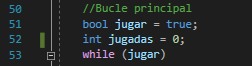 50 //Bucle principal
51 bool jugar = true;
52 int jugadas = 0;
53 while (jugar)